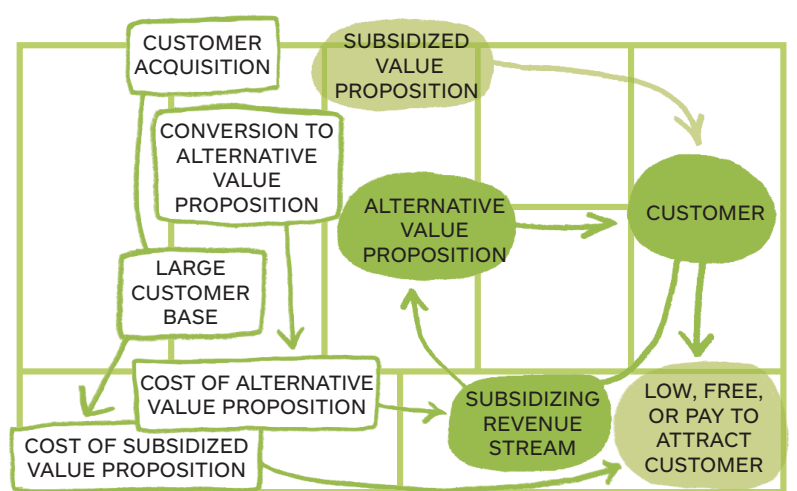 CUSTOMER
ACQUISITION
SUBSIDIZED
VALUE
PROPOSITION
CONVERSION TO
ALTERNATIVE
VALUE
PROPOSITION
ALTERNATIVE
VALUE
PROPOSITION
CUSTOMER
LARGE
CUSTOMER
BASE
COST OF ALTERNATIVE
VALUE PROPOSITION
SUBSIDIZING
REVENUE
STREAM
LOW, FREE,
OR PAY TO
ATTRACT
CUSTOMER
COST OF SUBSIDIZED
VALUE PROPOSITION